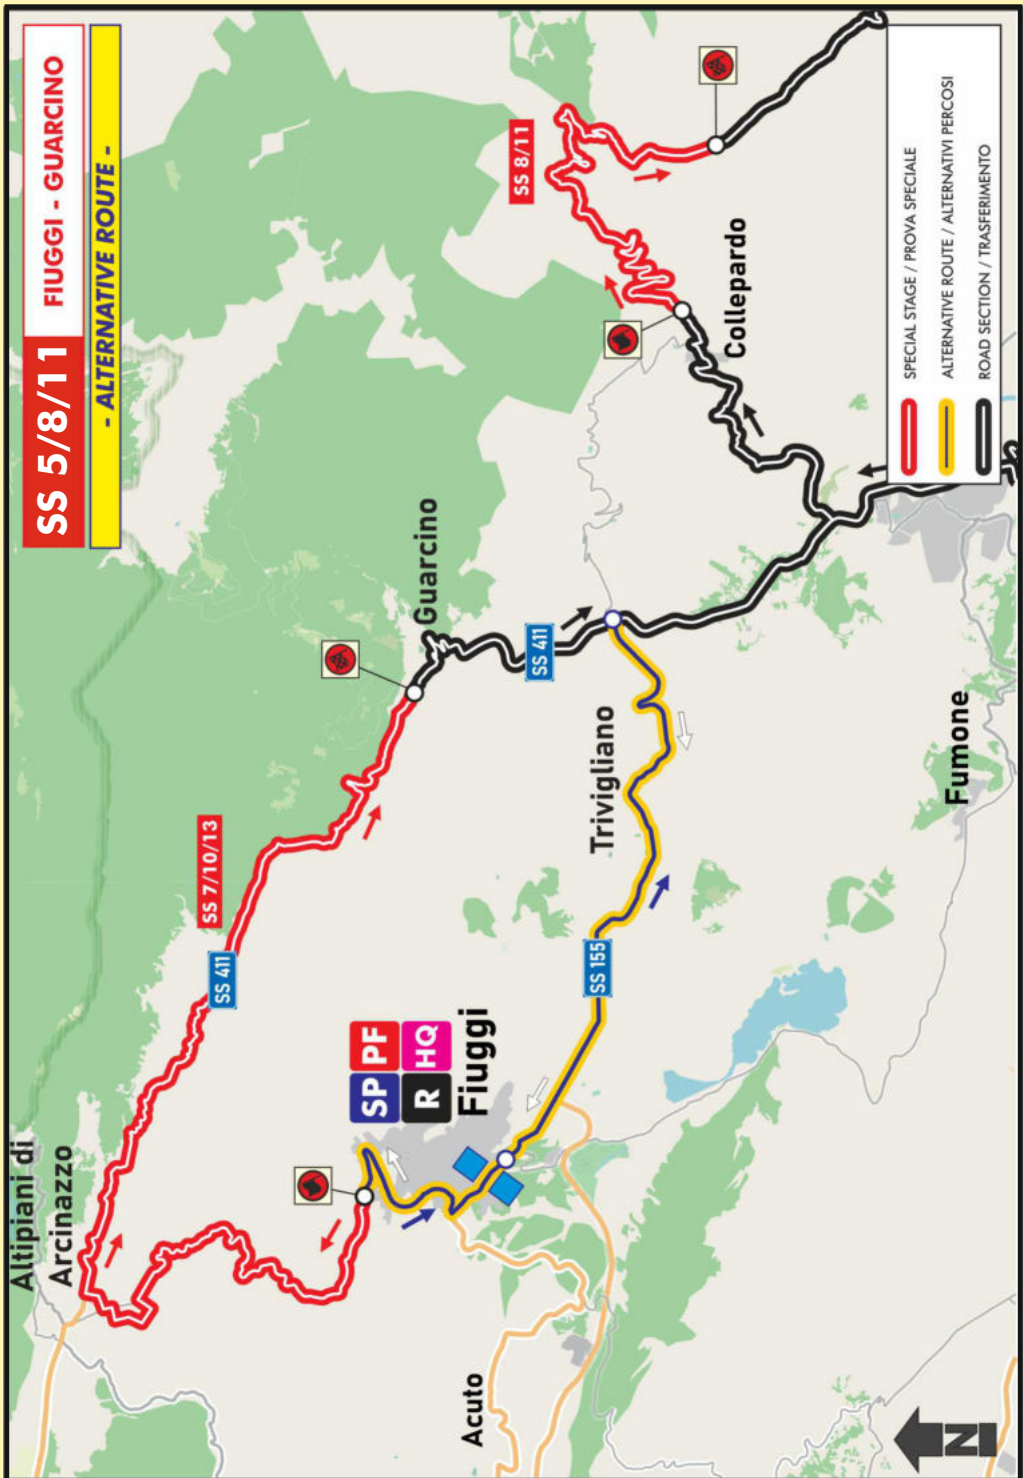 SS 5/8/11
FIUGGI - GUARCINO
- ALTERNATIVE ROUTE -
Altipiani di
Arcinazzo
SS 411
SS 7/10/13
Guarcino
SS 8/11
SP PF
R HQ
Fiuggi
SS 411
Collepardo
Trivigliano
SS 155
Acuto
Fumone
SPECIAL STAGE / PROVA SPECIALE
ALTERNATIVE ROUTE / ALTERNATIVI PERCOSI
ROAD SECTION / TRASFERIMENTO
N